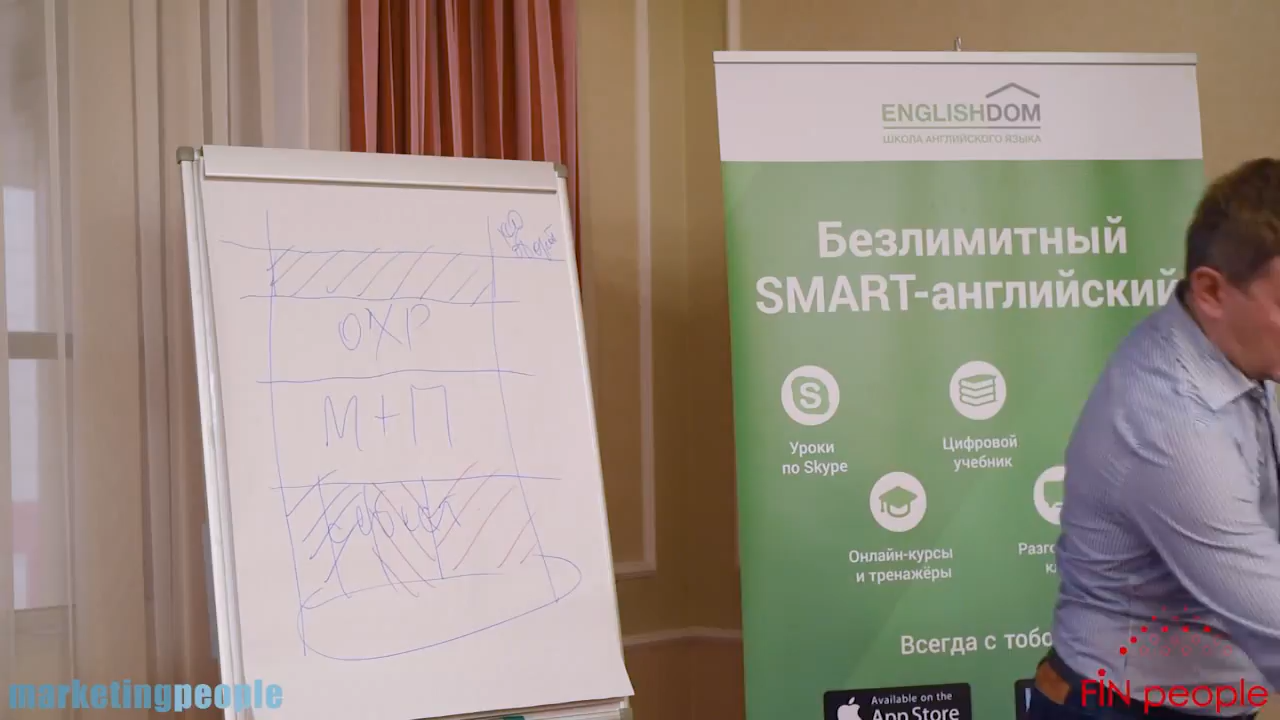 ОХР
М+П
ENGLISHDOM
ШКОЛА АНГЛИЙСКОГО ЯЗЫКА
Безлимитный
SMART-английский
Уроки
по Skype
Цифровой
учебник
Онлайн-курсы
и тренажёры
Всегда с
Available on the
App Store
marketingpeople
FiN people